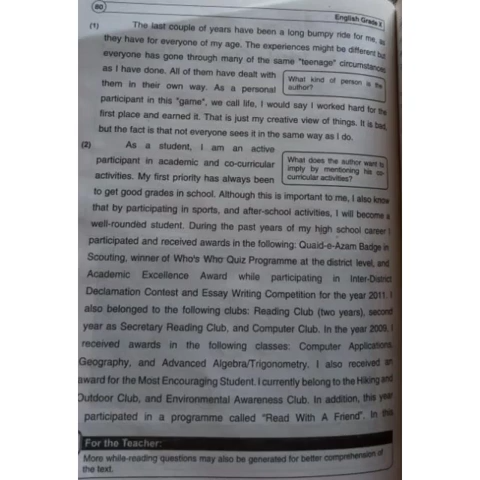 80
English Grade 2
(1) The last couple of years have been a long bumpy ride for me, as
they have for everyone of my age. The experiences might be different but
everyone has gone through many of the same "teenage" circumstances
as I have done. All of them have dealt with
them in their own way. As a personal
What kind of person is the
author?
participant in this "game", we call life, I would say I worked hard for the
first place and earned it. That is just my creative view of things. It is bad,
but the fact is that not everyone sees it in the same way as I do.
(2) As a student, I am an active
participant in academic and co-curricular
activities. My first priority has always been
What does the author want to
imply by mentioning his co-
curricular activities?
to get good grades in school. Although this is important to me, I also know
that by participating in sports, and after-school activities, I will become a
well-rounded student. During the past years of my high school career I
participated and received awards in the following: Quaid-e-Azam Badge in
Scouting, winner of Who's Who Quiz Programme at the district level, and
Academic Excellence Award while participating in Inter-District
Declamation Contest and Essay Writing Competition for the year 2011. I
also belonged to the following clubs: Reading Club (two years), second
year as Secretary Reading Club, and Computer Club. In the year 2009, I
received awards in the following classes: Computer Applications,
Geography, and Advanced Algebra/Trigonometry. I also received an
award for the Most Encouraging Student. I currently belong to the Hiking and
Outdoor Club, and Environmental Awareness Club. In addition, this year
participated in a programme called "Read With A Friend". In this
For the Teacher:
More while-reading questions may also be generated for better comprehension of
the text.